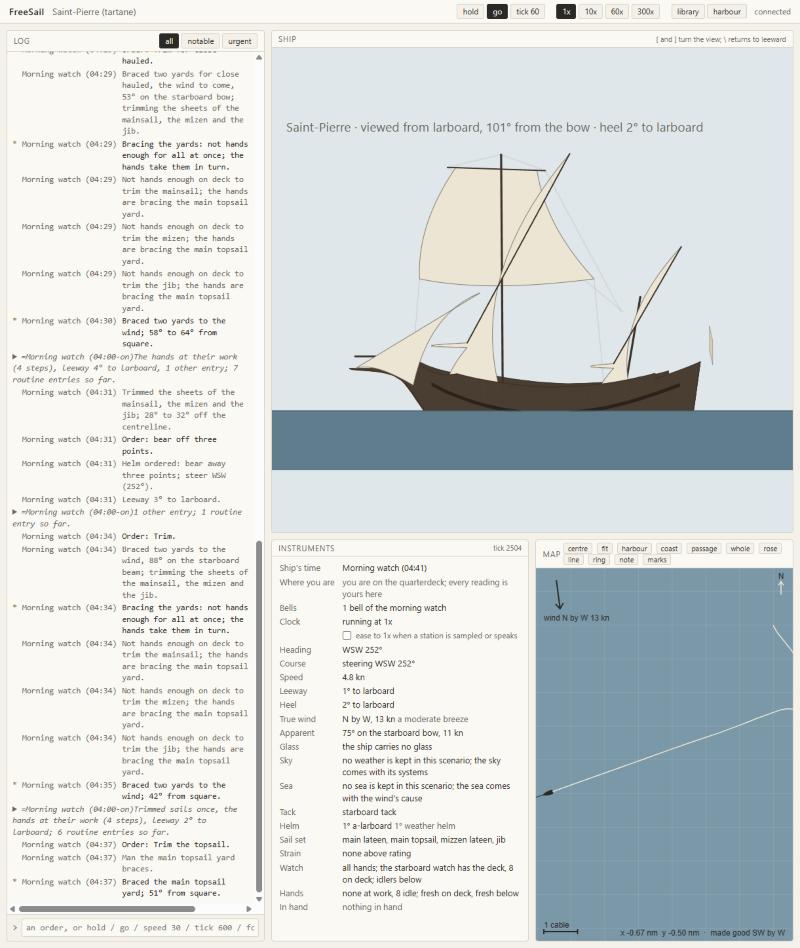 FreeSail Saint-Pierre (tartane)
hold go tick 60 1x 10x 60x 300x library harbour connected
LOG all notable urgent
hauled.
Morning watch (04:29) Braced two yards for close
hauled, the wind to come,
53° on the starboard bow;
trimming the sheets of the
mainsail, the mizen and the
jib.
* Morning watch (04:29) Bracing the yards: not hands
enough for all at once; the
hands take them in turn.
Morning watch (04:29) Not hands enough on deck to
trim the mainsail; the hands
are bracing the main topsail
yard.
Morning watch (04:29) Not hands enough on deck to
trim the mizen; the hands
are bracing the main topsail
yard.
Morning watch (04:29) Not hands enough on deck to
trim the jib; the hands are
bracing the main topsail
yard.
* Morning watch (04:30) Braced two yards to the
wind; 58° to 64° from
square.
▶ =Morning watch (04:00-on)The hands at their work
(4 steps), leeway 4° to larboard, 1 other entry; 7
routine entries so far.
Morning watch (04:31) Trimmed the sheets of the
mainsail, the mizen and the
jib; 28° to 32° off the
centreline.
Morning watch (04:31) Order: bear off three
points.
Morning watch (04:31) Helm ordered: bear away
three points; steer WSW
(252°).
Morning watch (04:31) Leeway 3° to larboard.
▶ =Morning watch (04:00-on)1 other entry; 1 routine
entry so far.
Morning watch (04:34) Order: Trim.
Morning watch (04:34) Braced two yards to the
wind, 88° on the starboard
beam; trimming the sheets of
the mainsail, the mizen and
the jib.
* Morning watch (04:34) Bracing the yards: not hands
enough for all at once; the
hands take them in turn.
Morning watch (04:34) Not hands enough on deck to
trim the mainsail; the hands
are bracing the main topsail
yard.
Morning watch (04:34) Not hands enough on deck to
trim the mizen; the hands
are bracing the main topsail
yard.
Morning watch (04:34) Not hands enough on deck to
trim the jib; the hands are
bracing the main topsail
yard.
* Morning watch (04:35) Braced two yards to the
wind; 42° from square.
▶ =Morning watch (04:00-on)Trimmed sails once, the
hands at their work (4 steps), leeway 2° to
larboard; 6 routine entries so far.
Morning watch (04:37) Order: Trim the topsail.
Morning watch (04:37) Man the main topsail yard
braces.
* Morning watch (04:37) Braced the main topsail
yard; 51° from square.
> an order, or hold / go / speed 30 / tick 600 / fc
SHIP [ and ] turn the view; \ returns to leeward
Saint-Pierre · viewed from larboard, 101° from the bow · heel 2° to larboard
INSTRUMENTS tick 2504
Ship's time Morning watch (04:41)
Where you are you are on the quarterdeck; every reading is
yours here
Bells 1 bell of the morning watch
Clock running at 1x
ease to 1x when a station is sampled or speaks
Heading WSW 252°
Course steering WSW 252°
Speed 4.8 kn
Leeway 1° to larboard
Heel 2° to larboard
True wind N by W, 13 kn a moderate breeze
Apparent 75° on the starboard bow, 11 kn
Glass the ship carries no glass
Sky no weather is kept in this scenario; the sky
comes with its systems
Sea no sea is kept in this scenario; the sea comes
with the wind's cause
Tack starboard tack
Helm 1° a-larboard 1° weather helm
Sail set main lateen, main topsail, mizzen lateen, jib
Strain none above rating
Watch all hands; the starboard watch has the deck, 8
on deck; idlers below
Hands none at work, 8 idle; fresh on deck, fresh below
In hand nothing in hand
MAP centre fit harbour coast passage whole rose
line ring note marks
N
wind N by W 13 kn
1 cable
x -0.67 nm y -0.50 nm · made good SW by W